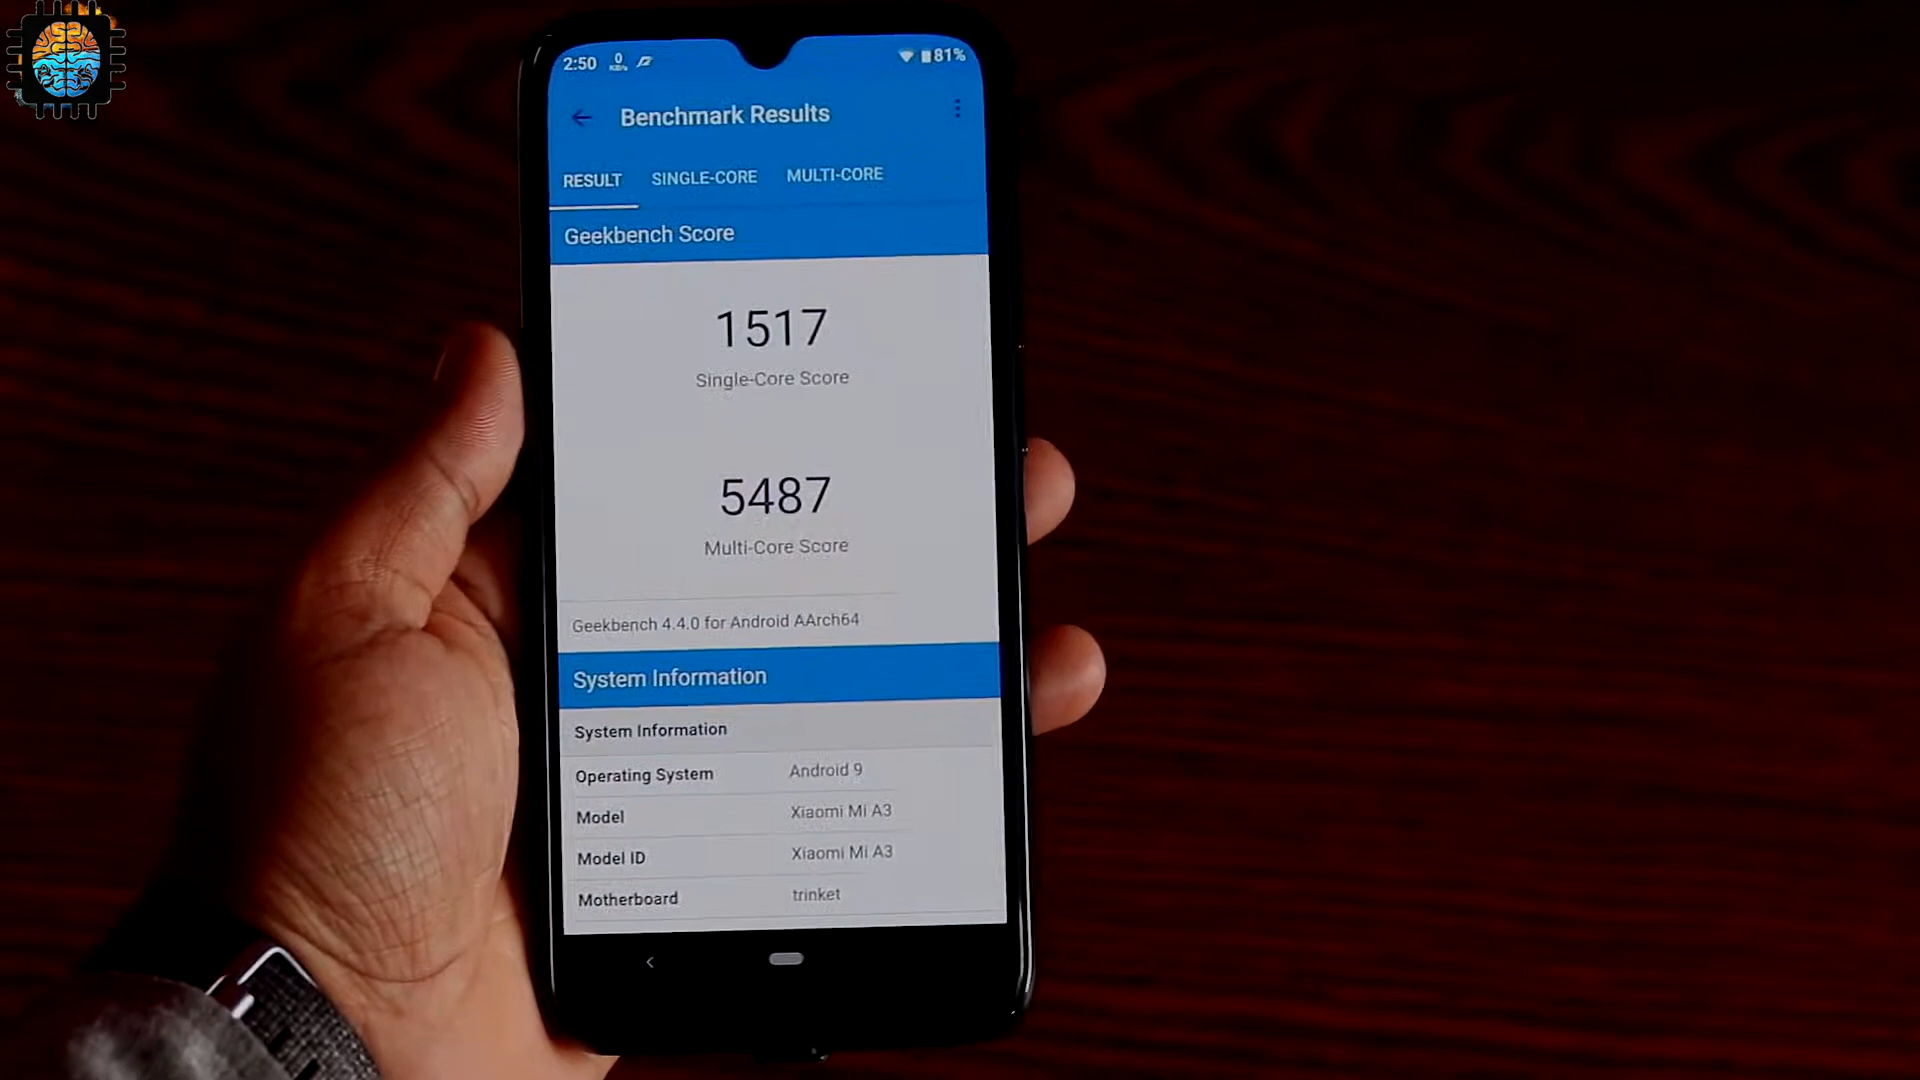 2:50 0 81%
Benchmark Results
RESULT SINGLE-CORE MULTI-CORE
Geekbench Score
1517
Single-Core Score
5487
Multi-Core Score
Geekbench 4.4.0 for Android AArch64
System Information
System Information
Operating System Android 9
Model Xiaomi Mi A3
Model ID Xiaomi Mi A3
Motherboard trinket